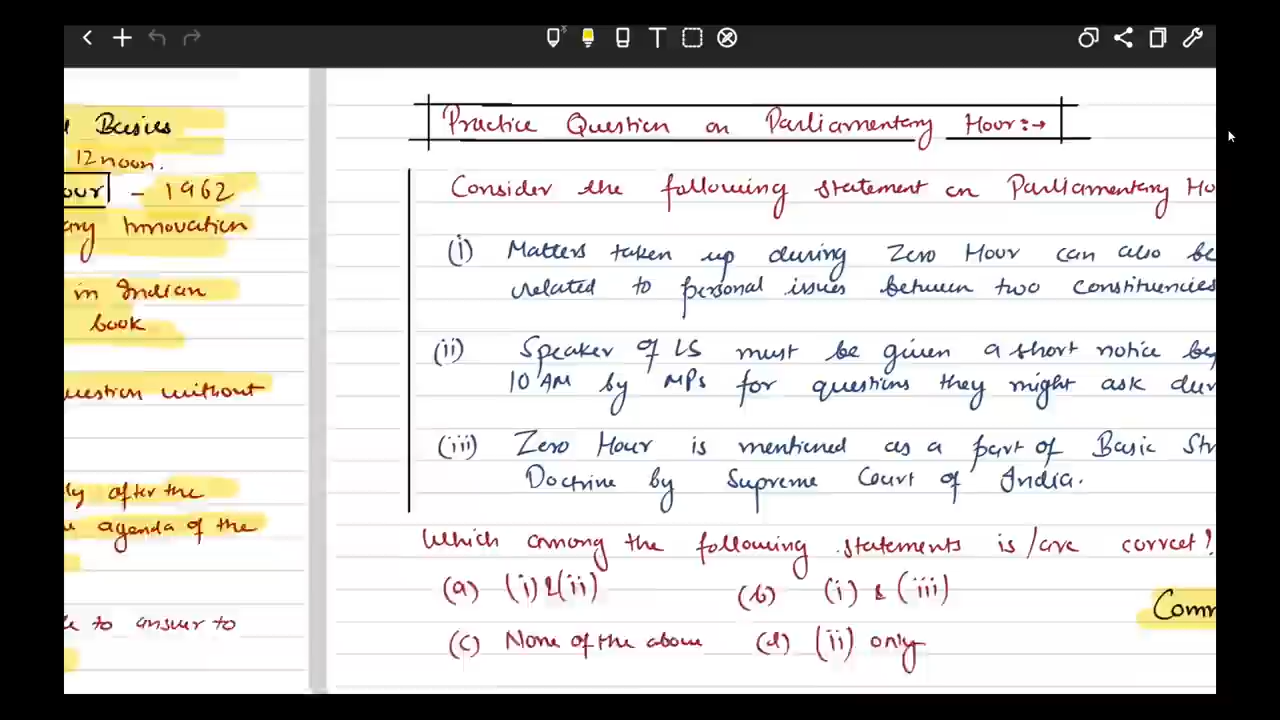 Basics
12 noon.
our - 1962
ary Innovation
in Indian
book
uestion without
ly after the
agenda of the
to answer to
Practice Question on Parliamentary Hour:→
Consider the following statement on Parliamentary Ho
(i) Matters taken up during Zero Hour can also be
related to personal issues between two constituencies
(ii) Speaker of LS must be given a short notice bef
10 AM by MPs for questions they might ask dur
(iii) Zero Hour is mentioned as a part of Basic Str
Doctrine by Supreme Court of India.
Which among the following statements is/are correct?
(a) (i) & (ii) (b) (i) & (iii)
Comm
(c) None of the above (d) (ii) only